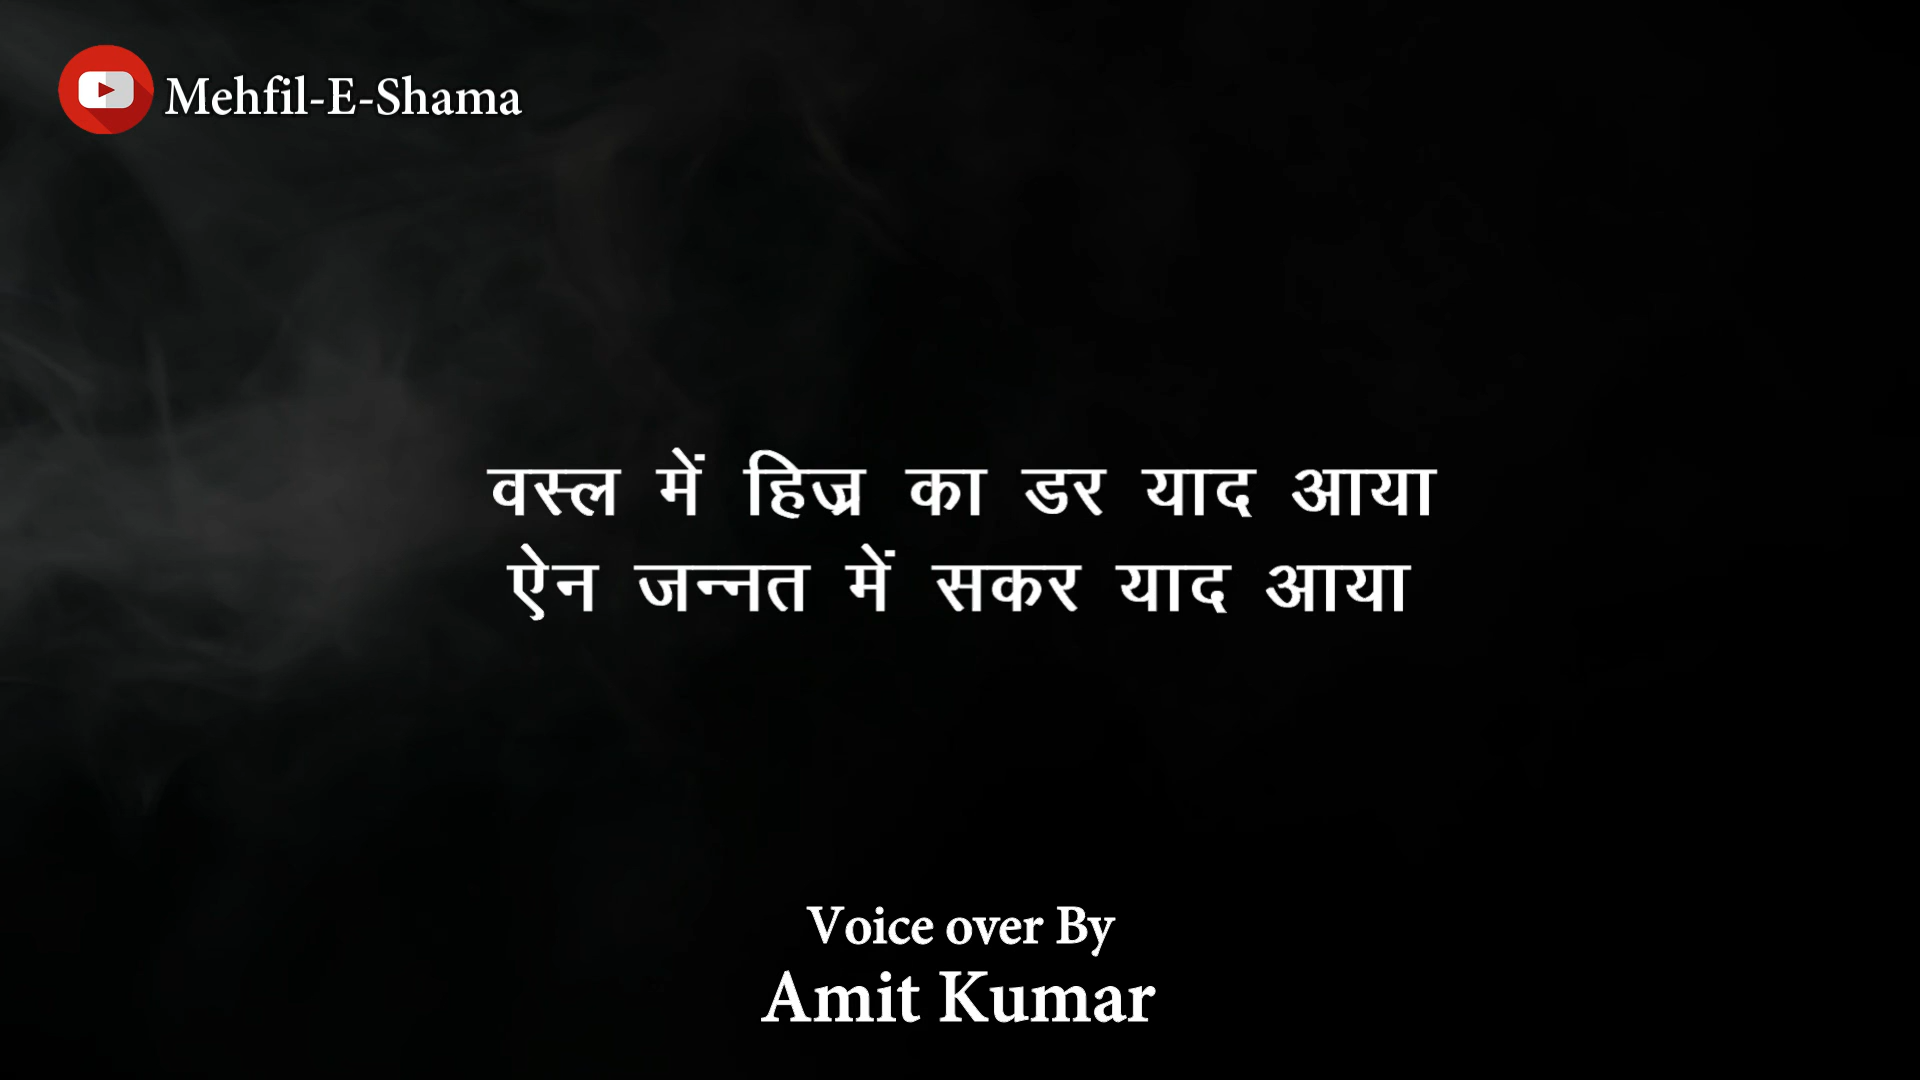 Mehfil-E-Shama
वस्ल में हिज्र का डर याद आया
ऐन जन्नत में सकर याद आया
Voice over By
Amit Kumar